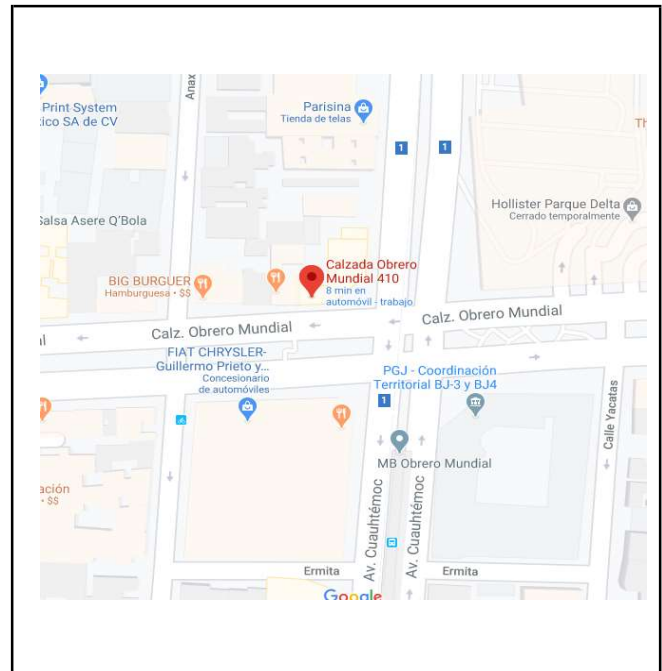 Print System
ico SA de CV
Anax
Parisina
Tienda de telas
1
1
Th
Salsa Asere Q'Bola
Hollister Parque Delta
Cerrado temporalmente
BIG BURGUER
Hamburguesa • $$
Calzada Obrero
Mundial 410
8 min en
automóvil - trabajo
al
Calz. Obrero Mundial
Calz. Obrero Mundial
FIAT CHRYSLER-
Guillermo Prieto y...
Concesionario
de automóviles
PGJ - Coordinación
Territorial BJ-3 y BJ4
1
Calle Yacatas
MB Obrero Mundial
ación
• $$
Av. Cuauhtémoc
Av. Cuauhtémoc
Ermita
Ermita
Google